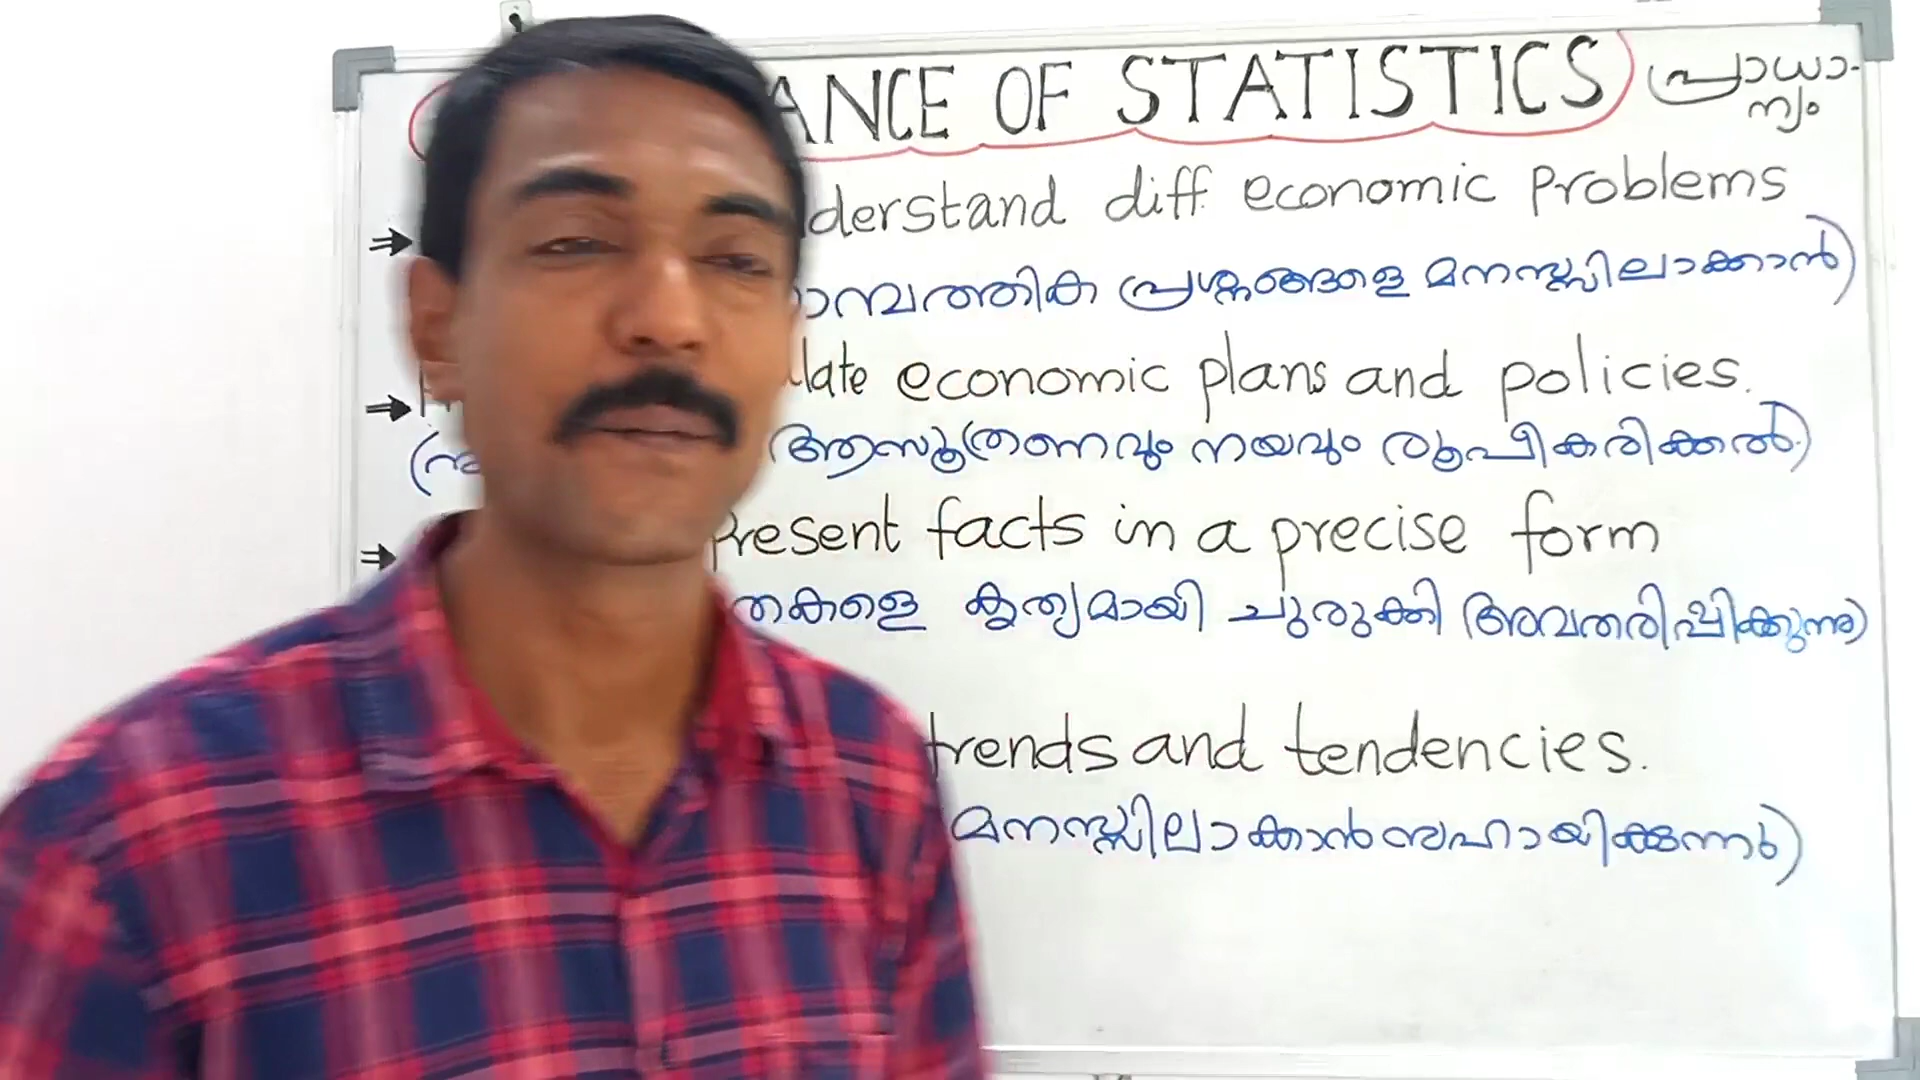 ANCE OF STATISTICS പ്രാധാ-
ന്യം
derstand diff. economic problems
ാമ്പത്തിക പ്രശ്നങ്ങളെ മനസ്സിലാക്കാൻ)
late economic plans and policies.
ആസൂത്രണവും നയവും രൂപീകരിക്കൽ)
Present facts in a precise form
തകളെ കൃത്യമായി ചുരുക്കി അവതരിപ്പിക്കുന്നു)
trends and tendencies.
മനസ്സിലാക്കാൻ സഹായിക്കുന്നു)